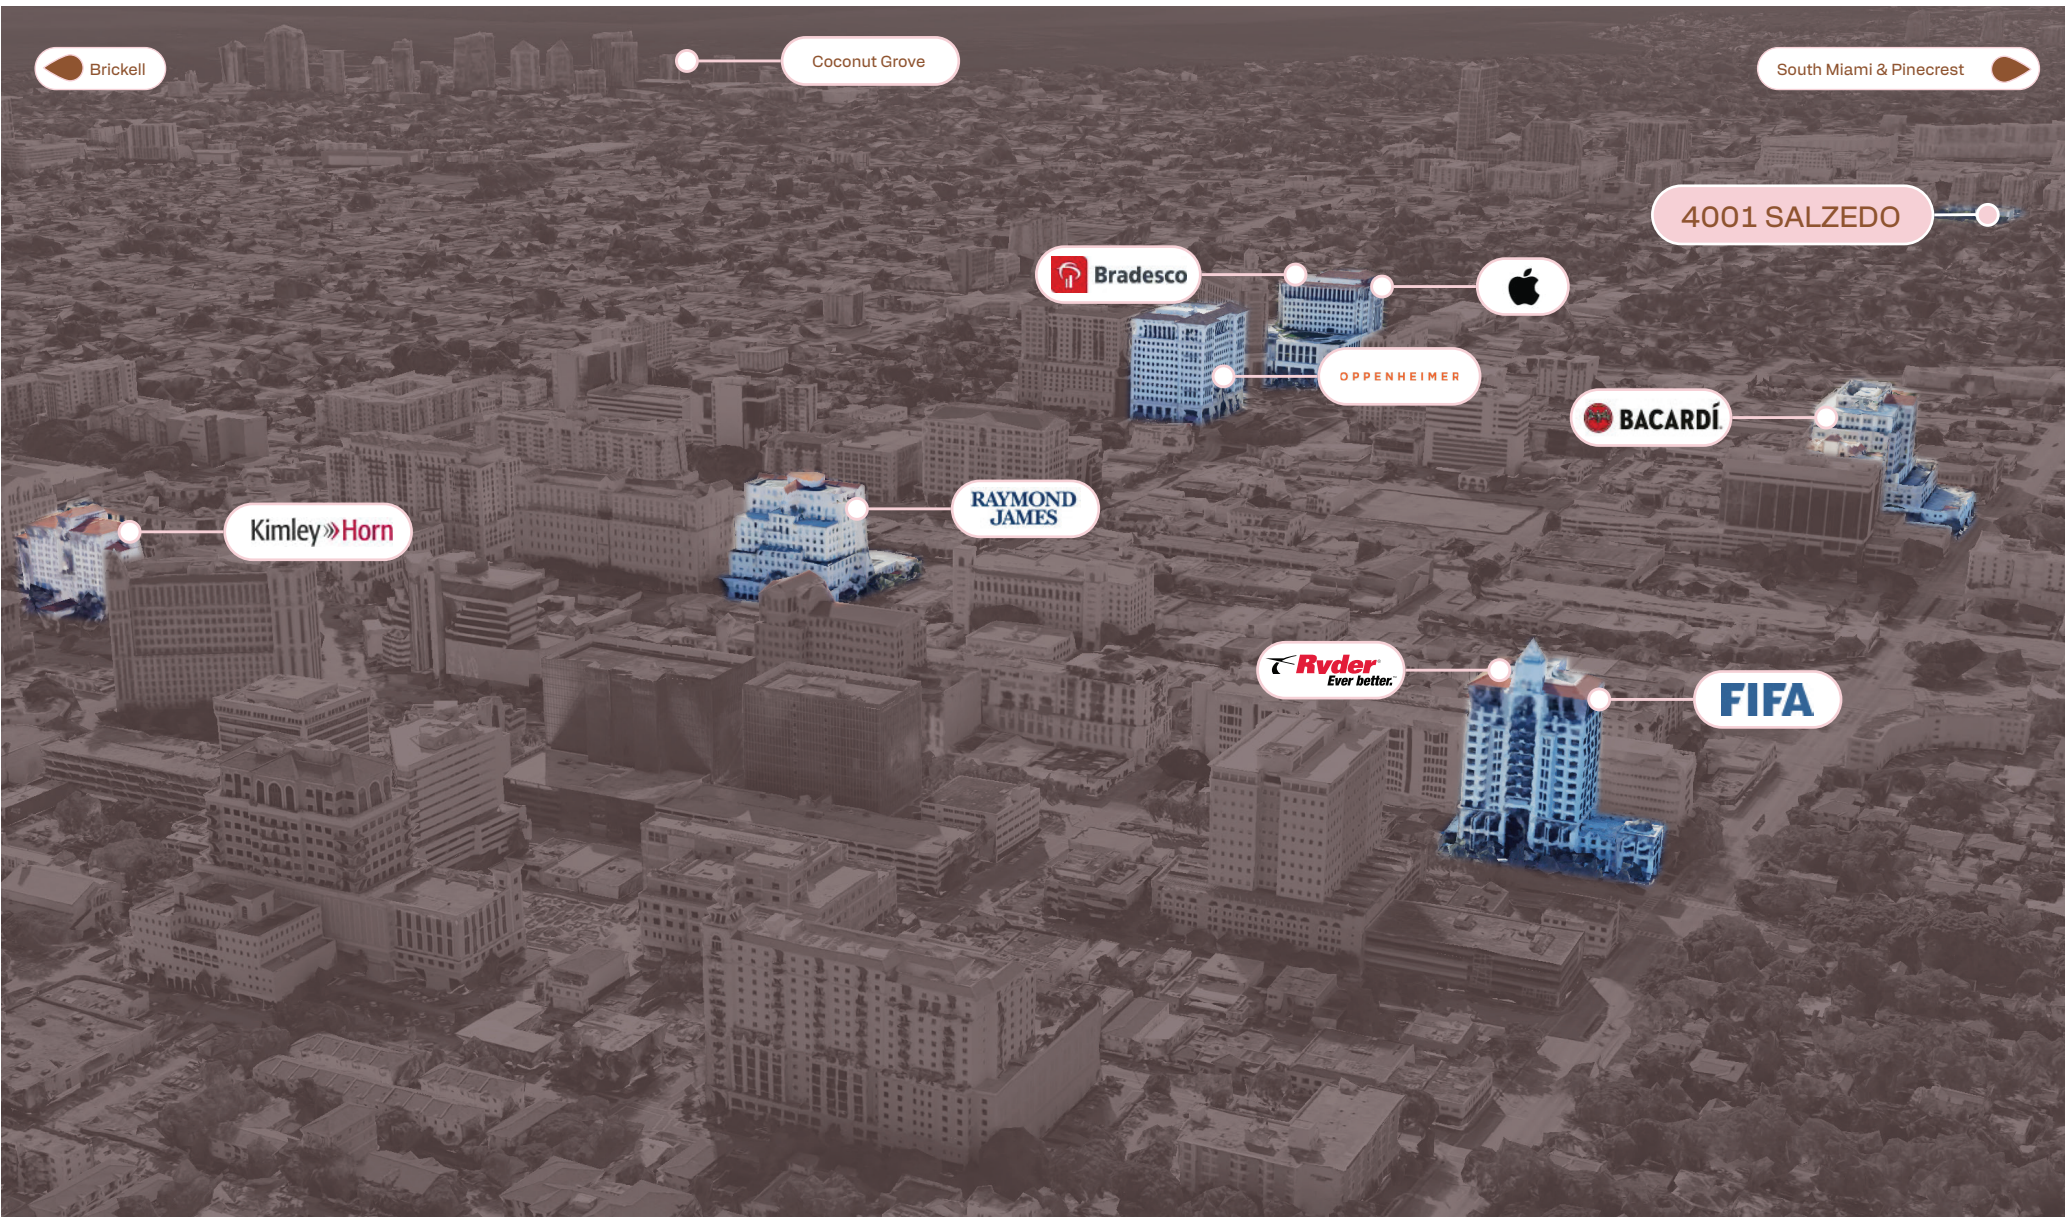 Brickell
Coconut Grove
South Miami & Pinecrest
4001 SALZEDO
Bradesco
OPPENHEIMER
BACARDÍ
RAYMOND
JAMES
Kimley»Horn
Ryder
Ever better.™
FIFA